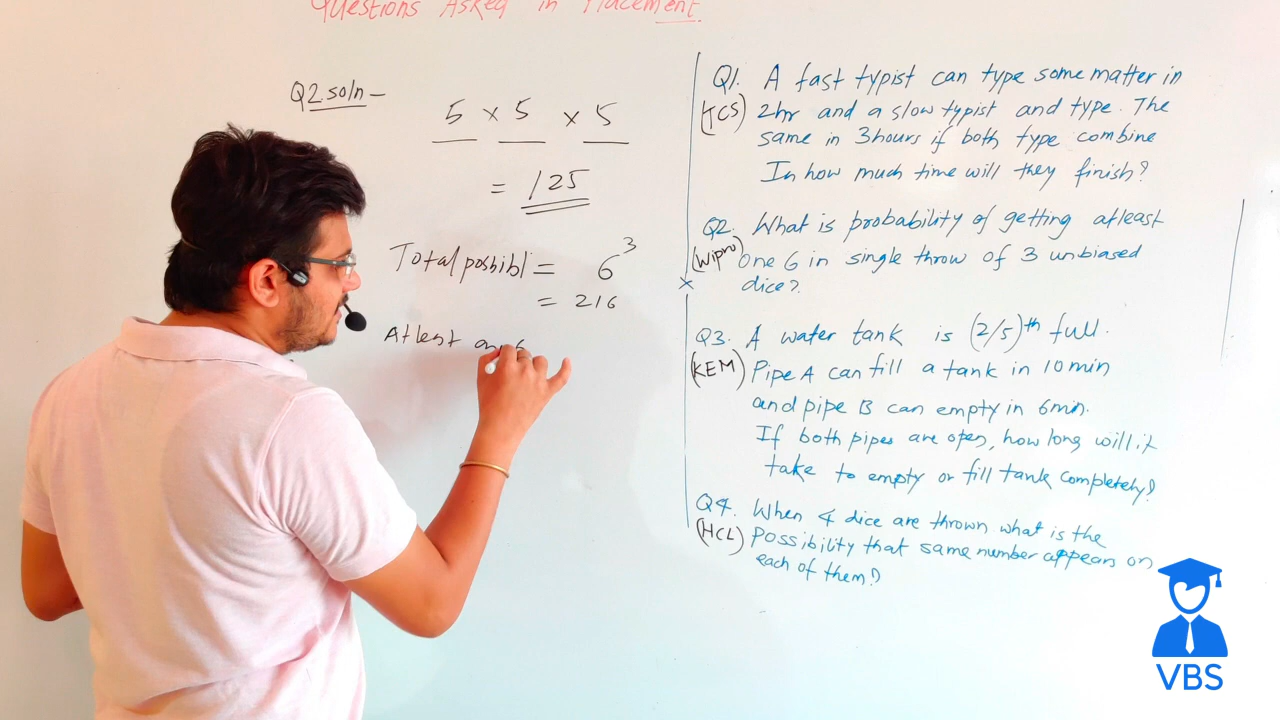 Questions Asked in Placement.
Q2 soln -
5 × 5 × 5
= 125
Total = 6³
= 216
Atlest
Q1. A fast typist can type some matter in
(TCS) 2hr and a slow typist and type. The
same in 3hours if both type combine
In how much time will they finish?
Q2. What is probability of getting atleast
(Wipro) one 6 in single throw of 3 unbiased
dice?
Q3. A water tank is (2/5)th full.
(KEM) Pipe A can fill a tank in 10 min
and pipe B can empty in 6min.
If both pipes are open, how long will it
take to empty or fill tank completely?
Q4. When 4 dice are thrown what is the
(HCL) Possibility that same number appears on
each of them?
VBS